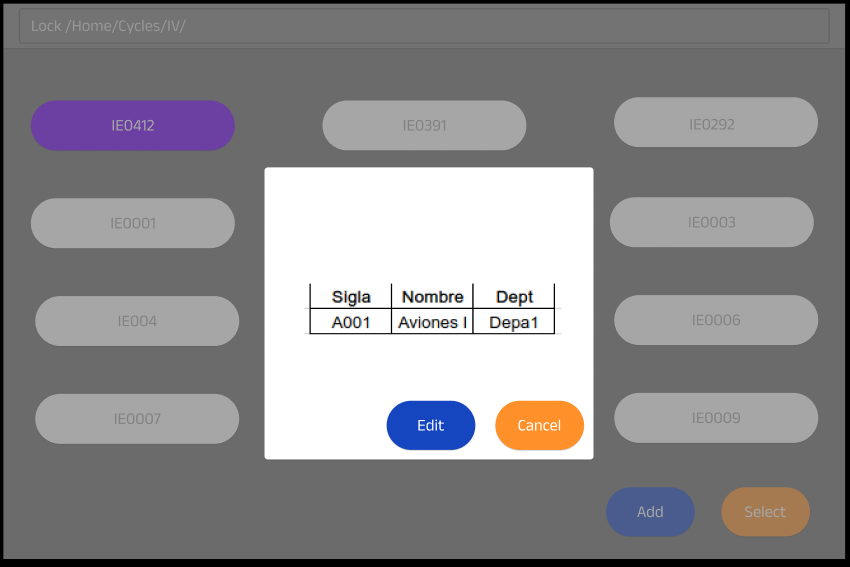 Lock /Home/Cycles/IV/
IE0412
IE0391
IE0292
IE0001
IE0003
IE004
IE0006
IE0007
IE0009
Sigla Nombre Dept
A001 Aviones I Depa1
Edit Cancel
Add Select